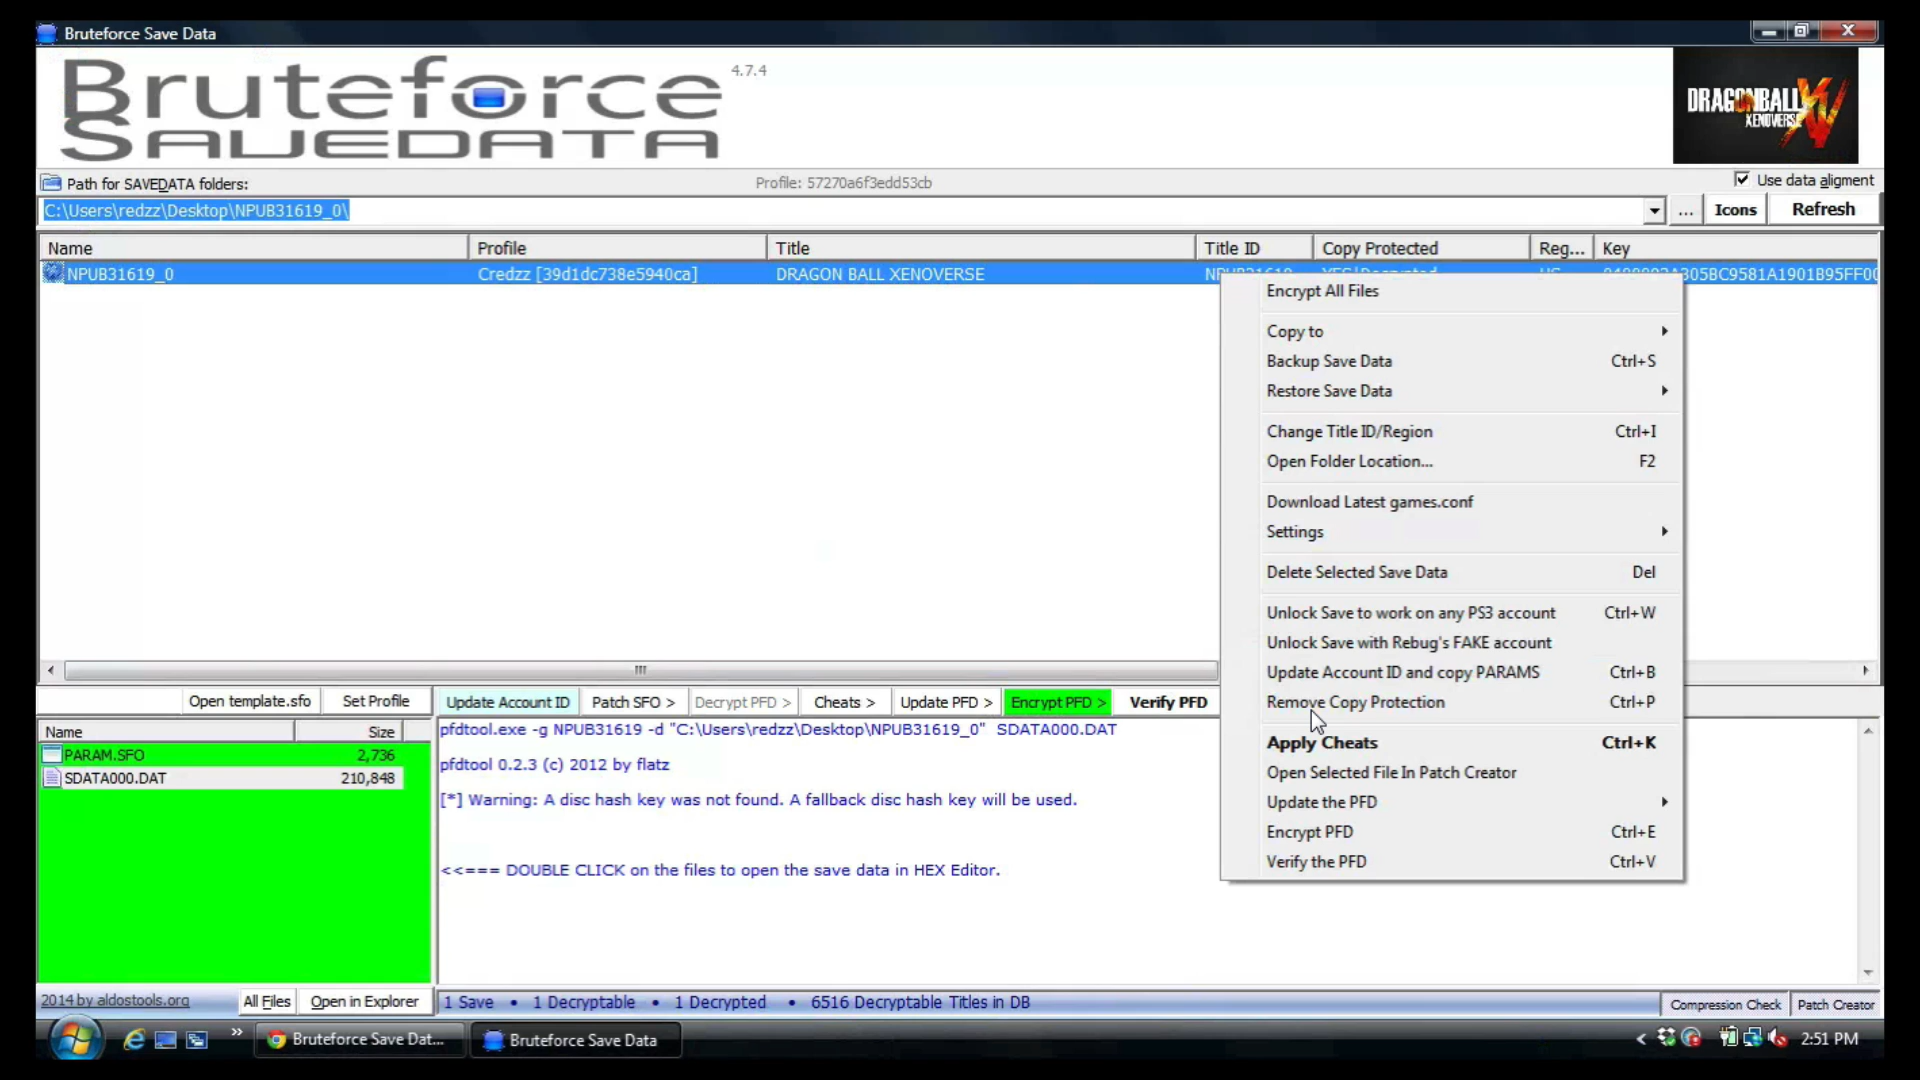 Bruteforce Save Data
Bruteforce
SAVEDATA
4.7.4
DRAGONBALL XV
XENOVERSE
Path for SAVEDATA folders:
Profile: 57270a6f3edd53cb
Use data aligment
C:\Users\redzz\Desktop\NPUB31619_0\
...
Icons
Refresh
Name Profile Title Title ID Copy Protected Reg... Key
NPUB31619_0 Credzz [39d1dc738e5940ca] DRAGON BALL XENOVERSE
Encrypt All Files
Copy to
Backup Save Data Ctrl+S
Restore Save Data
Change Title ID/Region Ctrl+I
Open Folder Location... F2
Download Latest games.conf
Settings
Delete Selected Save Data Del
Unlock Save to work on any PS3 account Ctrl+W
Unlock Save with Rebug's FAKE account
Update Account ID and copy PARAMS Ctrl+B
Remove Copy Protection Ctrl+P
Apply Cheats Ctrl+K
Open Selected File In Patch Creator
Update the PFD
Encrypt PFD Ctrl+E
Verify the PFD Ctrl+V
Open template.sfo Set Profile Update Account ID Patch SFO > Decrypt PFD > Cheats > Update PFD > Encrypt PFD > Verify PFD
Name Size
PARAM.SFO 2,736
SDATA000.DAT 210,848
pfdtool.exe -g NPUB31619 -d "C:\Users\redzz\Desktop\NPUB31619_0" SDATA000.DAT
pfdtool 0.2.3 (c) 2012 by flatz
[*] Warning: A disc hash key was not found. A fallback disc hash key will be used.
<<=== DOUBLE CLICK on the files to open the save data in HEX Editor.
2014 by aldostools.org All Files Open in Explorer 1 Save • 1 Decryptable • 1 Decrypted • 6516 Decryptable Titles in DB Compression Check Patch Creator
» Bruteforce Save Dat... Bruteforce Save Data < 2:51 PM